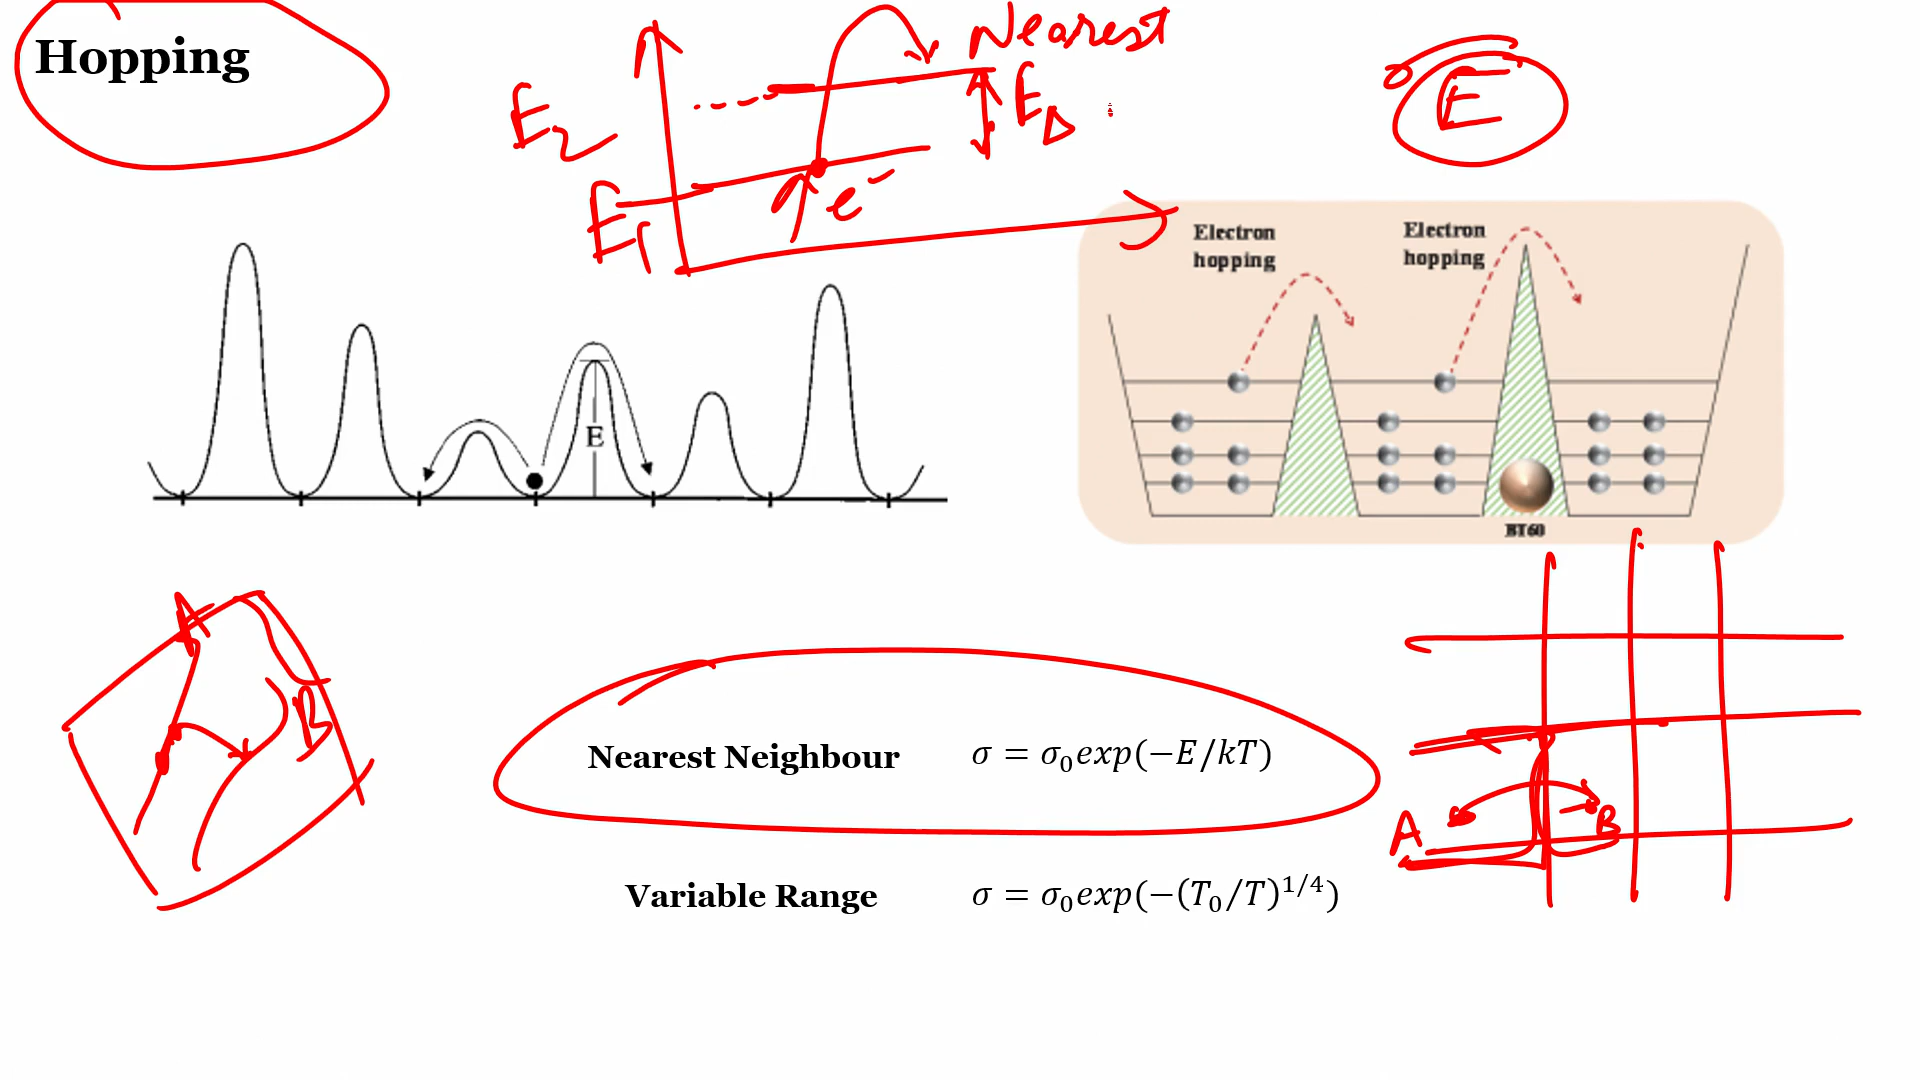 Hopping
Nearest
E₂
E△
E
E₁
e⁻
Electron hopping
Electron hopping
E
BT60
A
B
Nearest Neighbour σ = σ₀exp(−E/kT)
A
B
Variable Range σ = σ₀exp(−(T₀/T)^1/4)